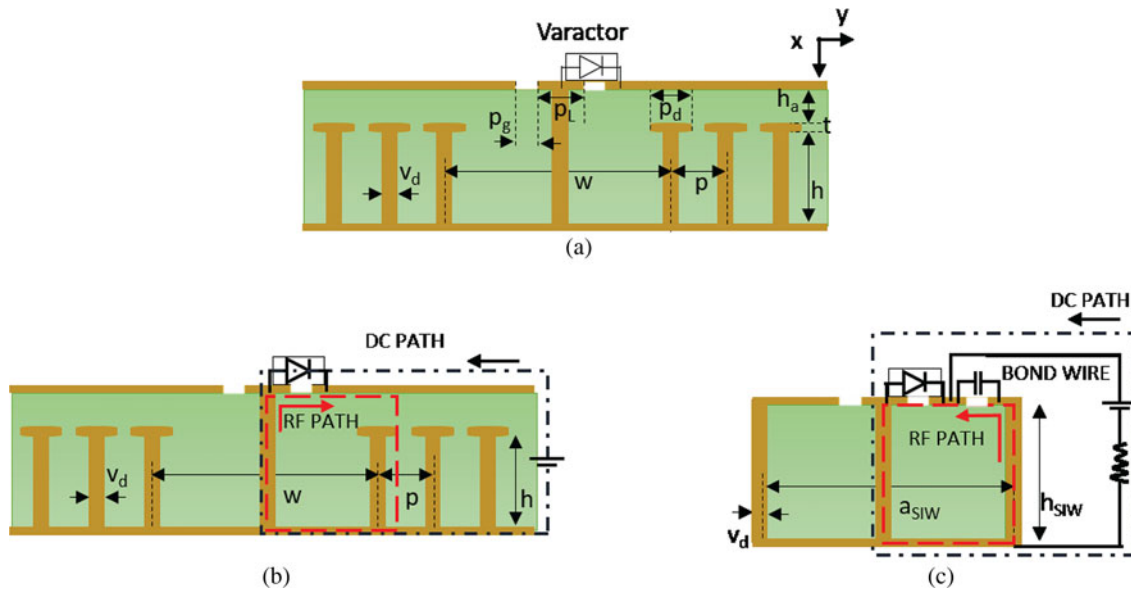 Varactor
y
x
h_a
p_L
p_d
t
p_g
v_d
w
p
h
(a)
DC PATH
RF PATH
v_d
w
p
h
(b)
DC PATH
BOND WIRE
RF PATH
a_SIW
h_SIW
v_d
(c)